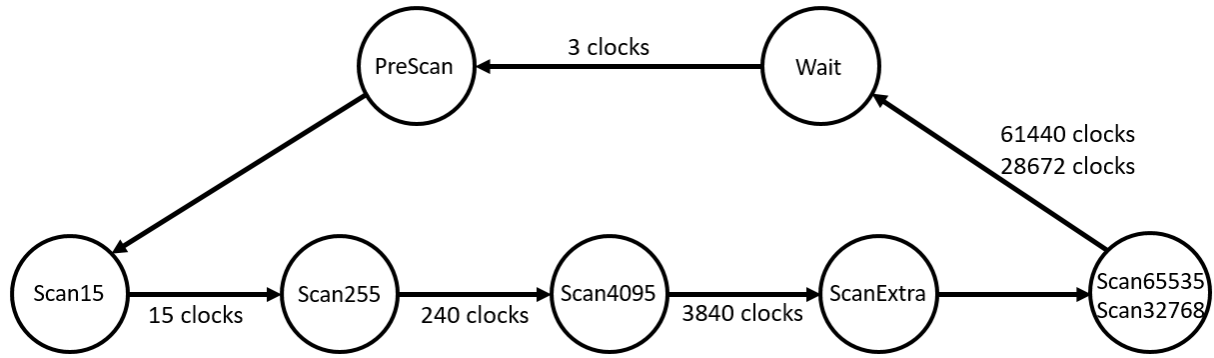 PreScan
3 clocks
Wait
61440 clocks
28672 clocks
Scan15
15 clocks
Scan255
240 clocks
Scan4095
3840 clocks
ScanExtra
Scan65535
Scan32768